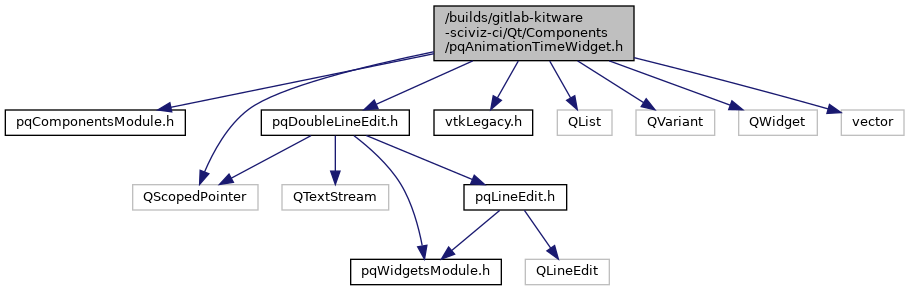 /builds/gitlab-kitware
-sciviz-ci/Qt/Components
/pqAnimationTimeWidget.h
pqComponentsModule.h
pqDoubleLineEdit.h
vtkLegacy.h
QList
QVariant
QWidget
vector
QScopedPointer
QTextStream
pqLineEdit.h
pqWidgetsModule.h
QLineEdit